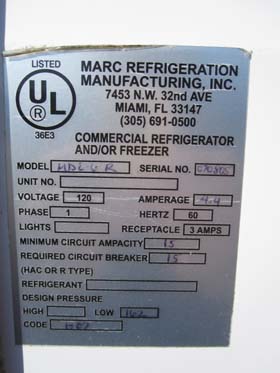 LISTED
MARC REFRIGERATION
MANUFACTURING, INC.
7453 N.W. 32nd AVE
MIAMI, FL 33147
(305) 691-0500
UL
®
36E3
COMMERCIAL REFRIGERATOR
AND/OR FREEZER
MODEL SERIAL
UNIT NO.
VOLTAGE 120 AMPERAGE 4.4
PHASE 1 HERTZ 60
LIGHTS RECEPTACLE 3 AMPS
MINIMUM CIRCUIT AMPACITY 15
REQUIRED CIRCUIT BREAKER 15
(HAC OR R TYPE)
REFRIGERANT
DESIGN PRESSURE
HIGH LOW
CODE